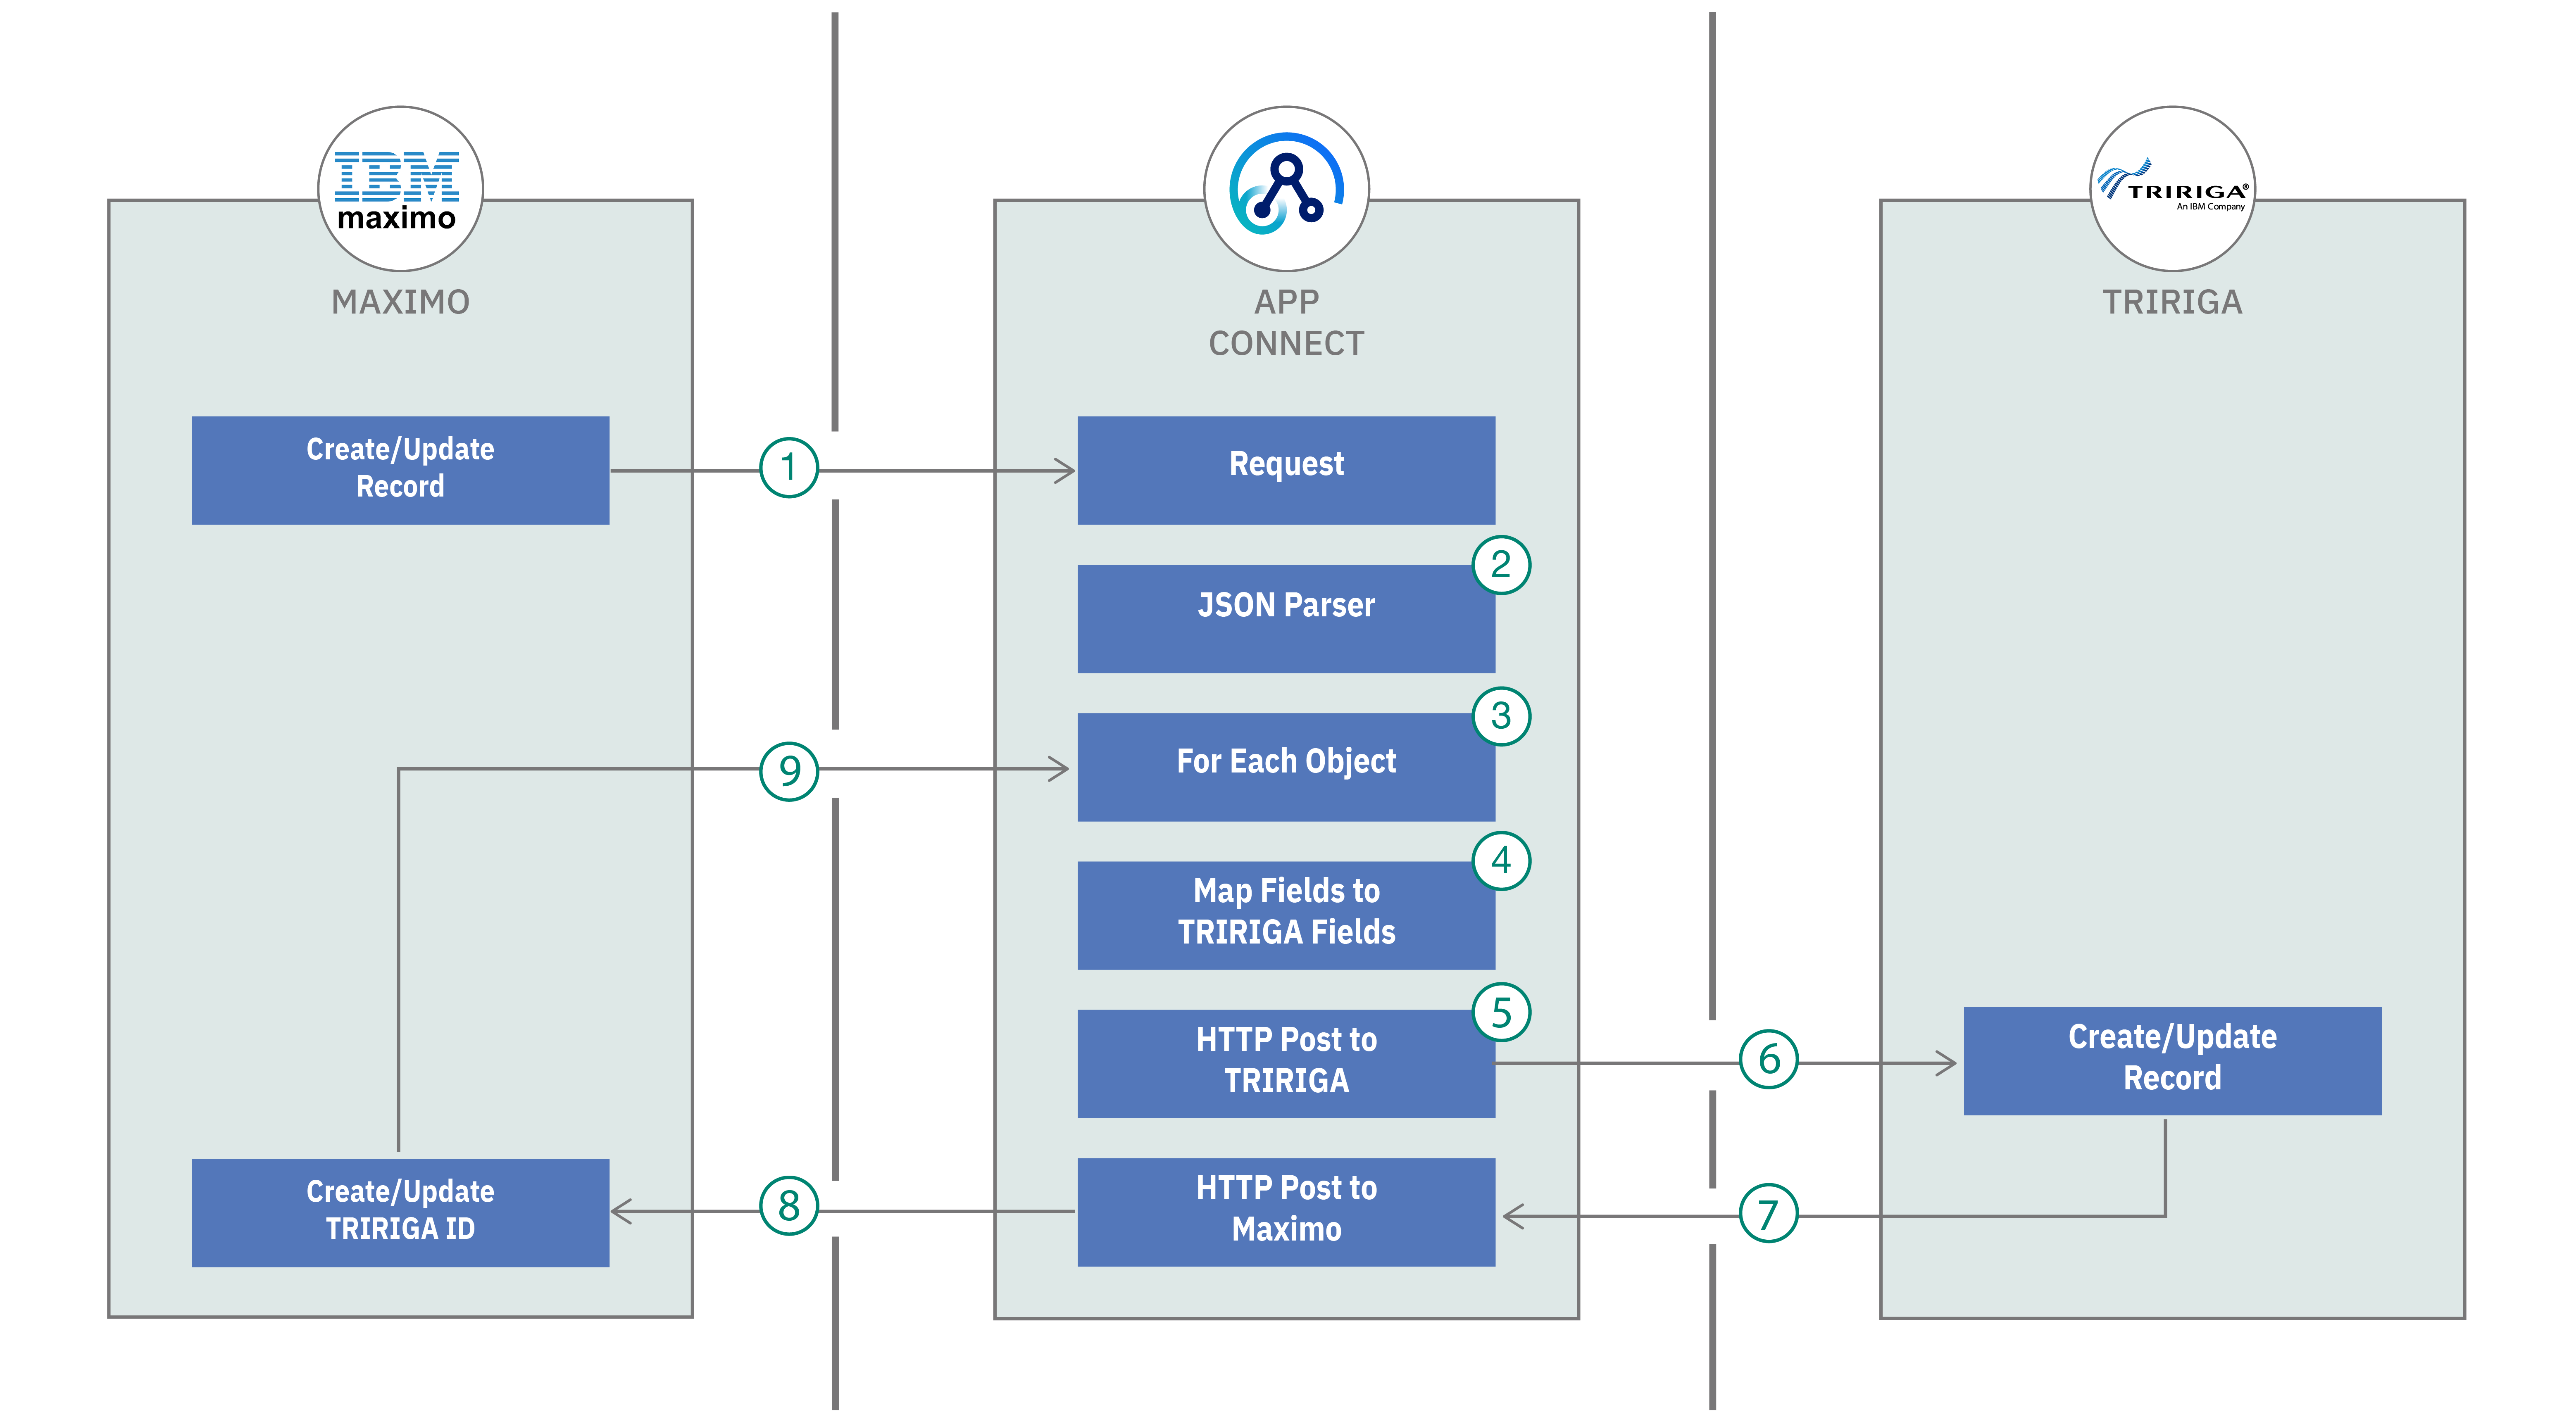 IBM
maximo
MAXIMO
Create/Update
Record
Create/Update
TRIRIGA ID
1
9
8
APP
CONNECT
Request
2
JSON Parser
3
For Each Object
4
Map Fields to
TRIRIGA Fields
5
HTTP Post to
TRIRIGA
HTTP Post to
Maximo
6
7
TRIRIGA®
An IBM Company
TRIRIGA
Create/Update
Record